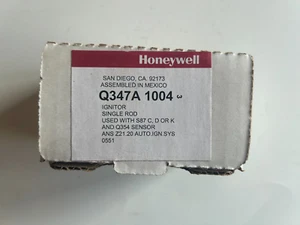 Honeywell
SAN DIEGO, CA. 92173
ASSEMBLED IN MEXICO
Q347A 1004 3
IGNITOR
SINGLE ROD
USED WITH S87 C, D OR K
AND Q354 SENSOR
ANS Z21.20 AUTO.IGN SYS
0551